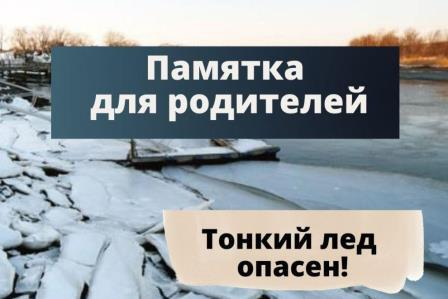 Памятка
для родителей
Тонкий лед
опасен!